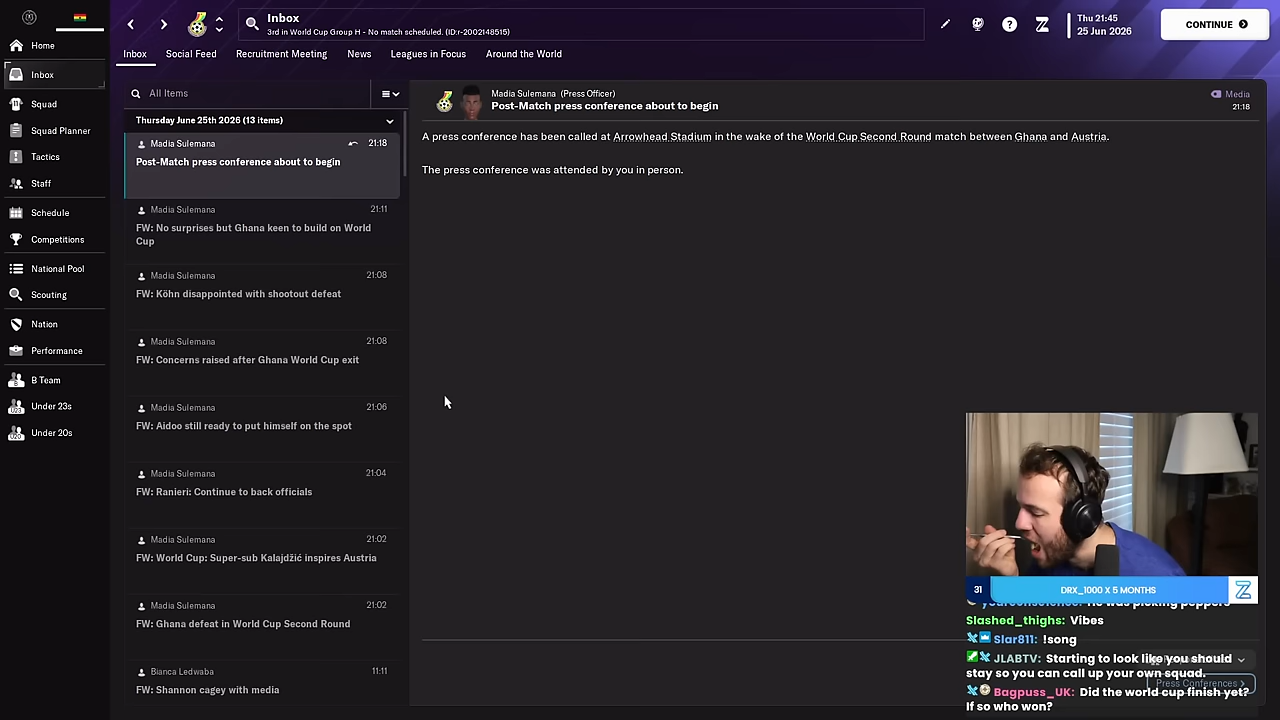 Inbox
3rd in World Cup Group H - No match scheduled. (ID:r-2002148515)
Thu 21:45
25 Jun 2026
CONTINUE
Home
Inbox
Squad
Squad Planner
Tactics
Staff
Schedule
Competitions
National Pool
Scouting
Nation
Performance
B Team
Under 23s
Under 20s
Inbox
Social Feed
Recruitment Meeting
News
Leagues in Focus
Around the World
All Items
Thursday June 25th 2026 (13 items)
Madia Sulemana 21:18
Post-Match press conference about to begin
Madia Sulemana 21:11
FW: No surprises but Ghana keen to build on World
Cup
Madia Sulemana 21:08
FW: Köhn disappointed with shootout defeat
Madia Sulemana 21:08
FW: Concerns raised after Ghana World Cup exit
Madia Sulemana 21:06
FW: Aidoo still ready to put himself on the spot
Madia Sulemana 21:04
FW: Ranieri: Continue to back officials
Madia Sulemana 21:02
FW: World Cup: Super-sub Kalajdžić inspires Austria
Madia Sulemana 21:02
FW: Ghana defeat in World Cup Second Round
Bianca Ledwaba 11:11
FW: Shannon cagey with media
Madia Sulemana (Press Officer)
Post-Match press conference about to begin
Media
21:18
A press conference has been called at Arrowhead Stadium in the wake of the World Cup Second Round match between Ghana and Austria.
The press conference was attended by you in person.
31 DRX_1000 X 5 MONTHS
Slashed_thighs: Vibes
Slar811: !song
JLABTV: Starting to look like you should
stay so you can call up your own squad.
Press Conferences
Bagpuss_UK: Did the world cup finish yet?
If so who won?